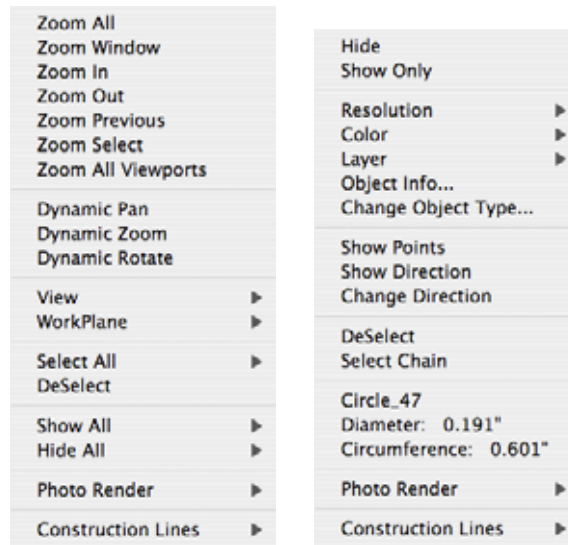 Zoom All
Zoom Window
Zoom In
Zoom Out
Zoom Previous
Zoom Select
Zoom All Viewports
Dynamic Pan
Dynamic Zoom
Dynamic Rotate
View
WorkPlane
Select All
DeSelect
Show All
Hide All
Photo Render
Construction Lines
Hide
Show Only
Resolution
Color
Layer
Object Info...
Change Object Type...
Show Points
Show Direction
Change Direction
DeSelect
Select Chain
Circle_47
Diameter: 0.191"
Circumference: 0.601"
Photo Render
Construction Lines